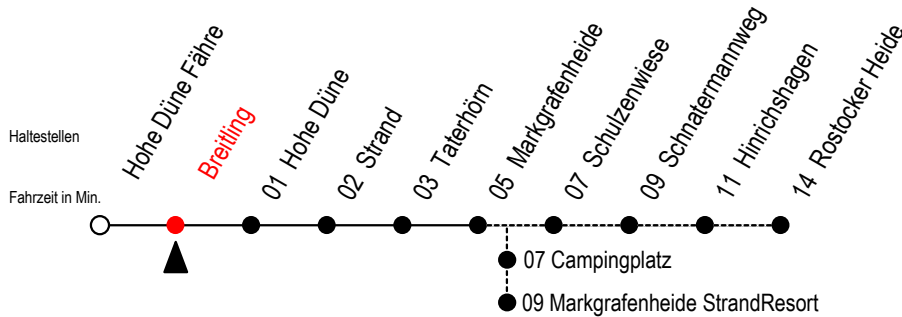 Haltestellen
Fahrzeit in Min.
Hohe Düne Fähre
Breitling
01 Hohe Düne
02 Strand
03 Taterhörn
05 Markgrafenheide
07 Schulzenwiese
09 Schnatermannweg
11 Hinrichshagen
14 Rostocker Heide
07 Campingplatz
09 Markgrafenheide StrandResort